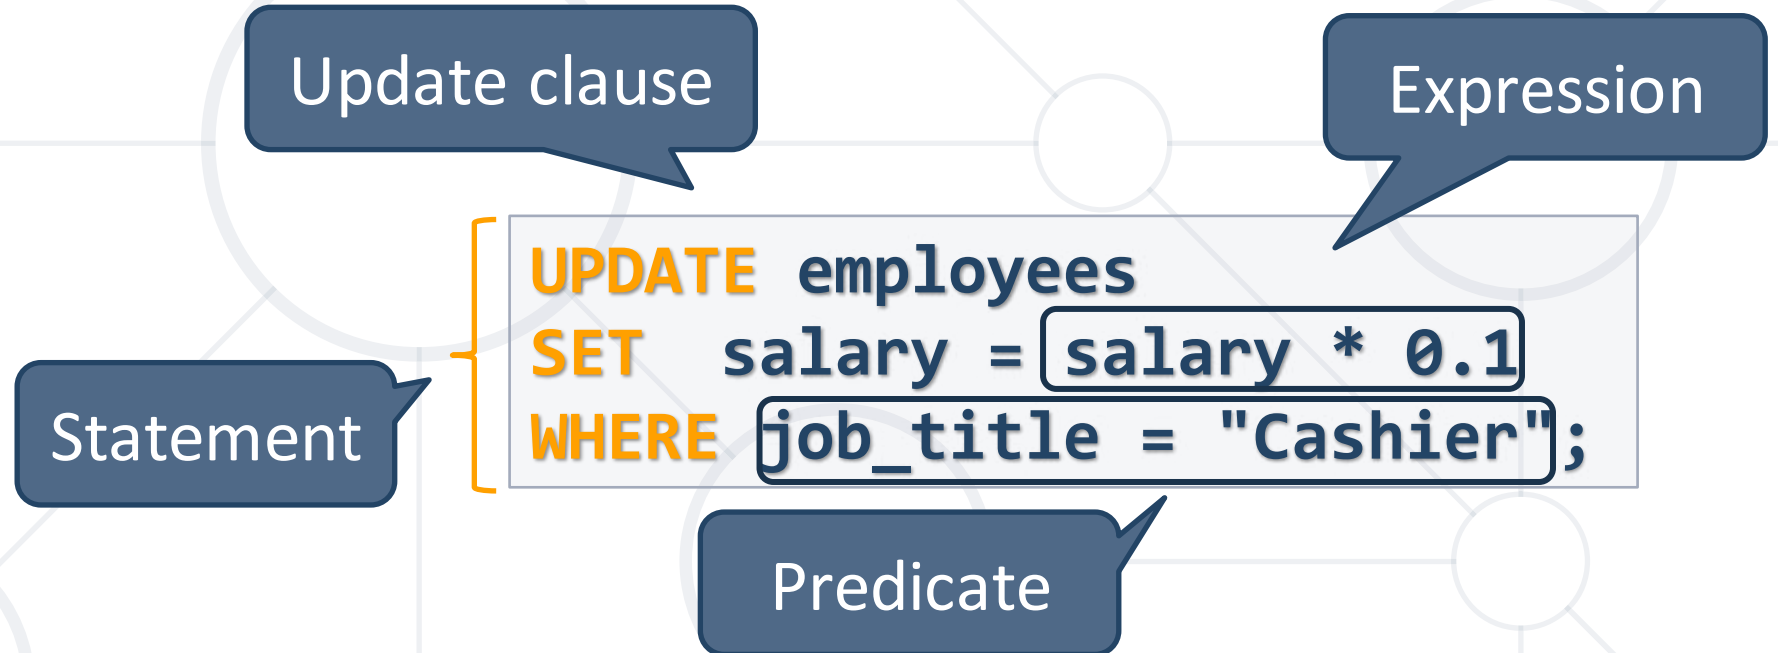 Update clause
Expression
UPDATE employees
SET salary = salary * 0.1
WHERE job_title = "Cashier";
Statement
Predicate